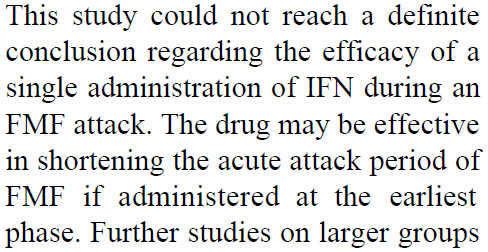 This study could not reach a definite
conclusion regarding the efficacy of a
single administration of IFN during an
FMF attack. The drug may be effective
in shortening the acute attack period of
FMF if administered at the earliest
phase. Further studies on larger groups